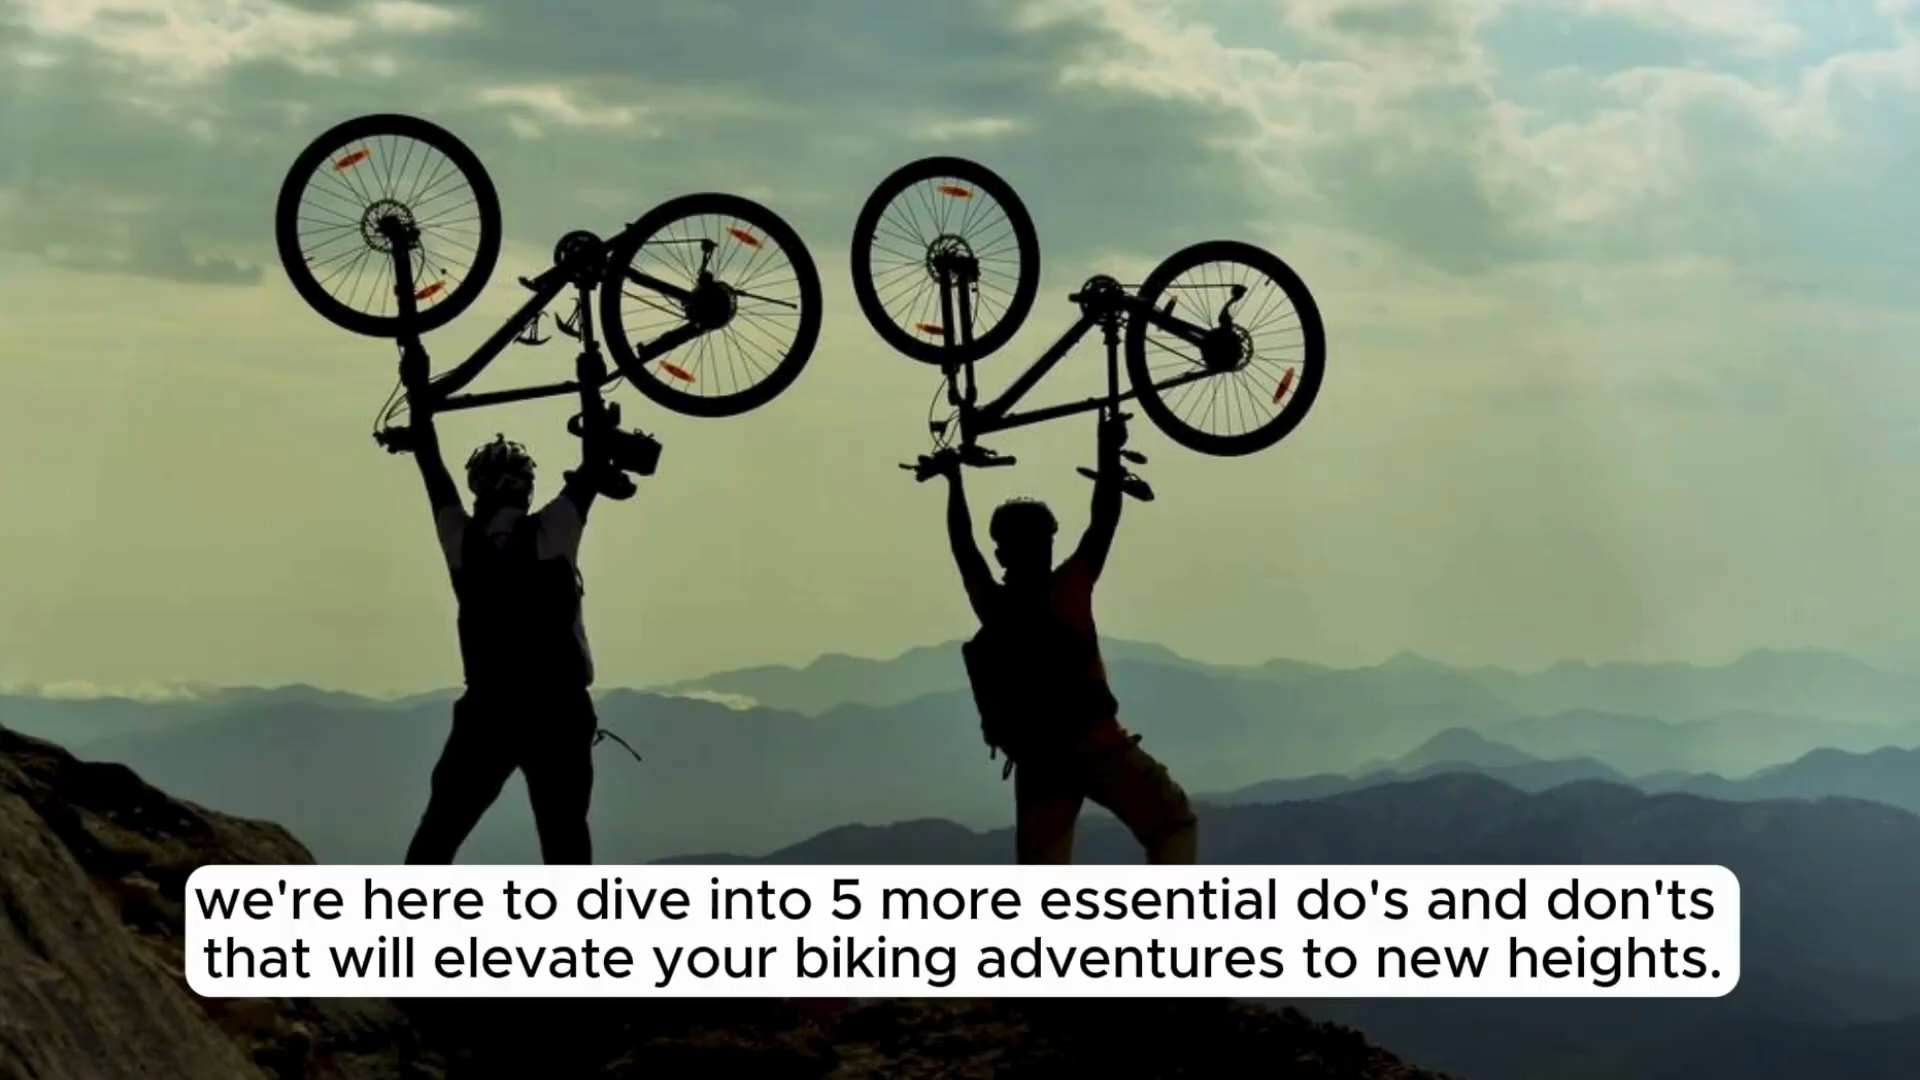 we're here to dive into 5 more essential do's and don'ts
that will elevate your biking adventures to new heights.